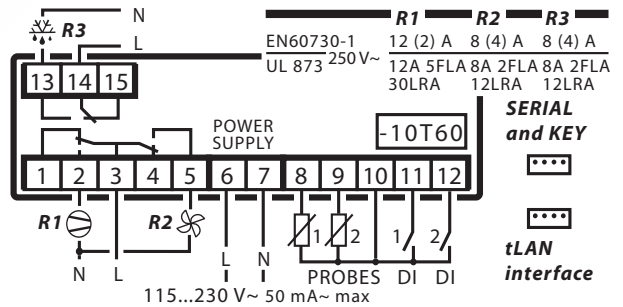 N
R3
L
13 14 15
R1 R2 R3
EN60730-1 250 V~ 12 (2) A 8 (4) A 8 (4) A
UL 873 12A 5FLA 8A 2FLA 8A 2FLA
30LRA 12LRA 12LRA
SERIAL
and KEY
POWER
SUPPLY
-10T60
1 2 3 4 5 6 7 8 9 10 11 12
R1 R2 1 2 1 2
L N
N L PROBES DI DI
115...230 V~ 50 mA~ max
tLAN
interface